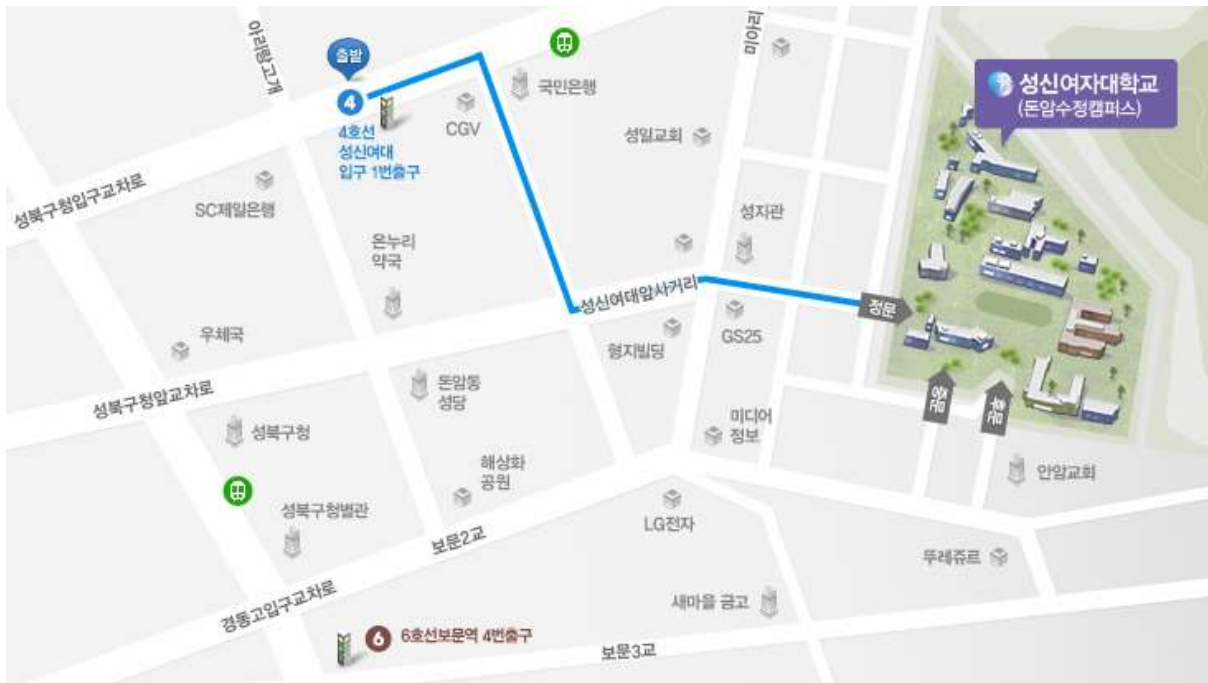 아리랑고개
출발
4
4호선
성신여대
입구 1번출구
CGV
국민은행
미아리
성신여자대학교
(돈암수정캠퍼스)
성일교회
성북구청입구교차로
SC제일은행
온누리
약국
성지관
성신여대앞사거리
정문
우체국
형지빌딩
GS25
성북구청앞교차로
돈암동
성당
중문
후문
성북구청
미디어
정보
해상화
공원
안암교회
성북구청별관
보문2교
LG전자
뚜레쥬르
경동고입구교차로
새마을 금고
6
6호선보문역 4번출구
보문3교